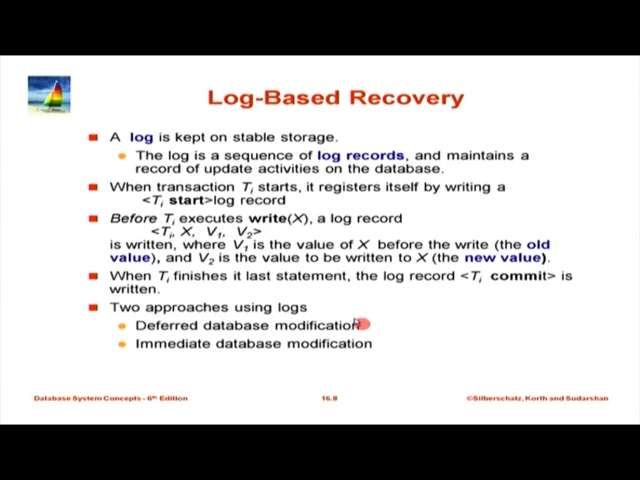 Log-Based Recovery
A log is kept on stable storage.
The log is a sequence of log records, and maintains a
record of update activities on the database.
When transaction Ti starts, it registers itself by writing a
<Ti start>log record
Before Ti executes write(X), a log record
<Ti, X, V1, V2>
is written, where V1 is the value of X before the write (the old
value), and V2 is the value to be written to X (the new value).
When Ti finishes it last statement, the log record <Ti commit> is
written.
Two approaches using logs
Deferred database modification
Immediate database modification
Database System Concepts - 6th Edition
16.8
©Silberschatz, Korth and Sudarshan